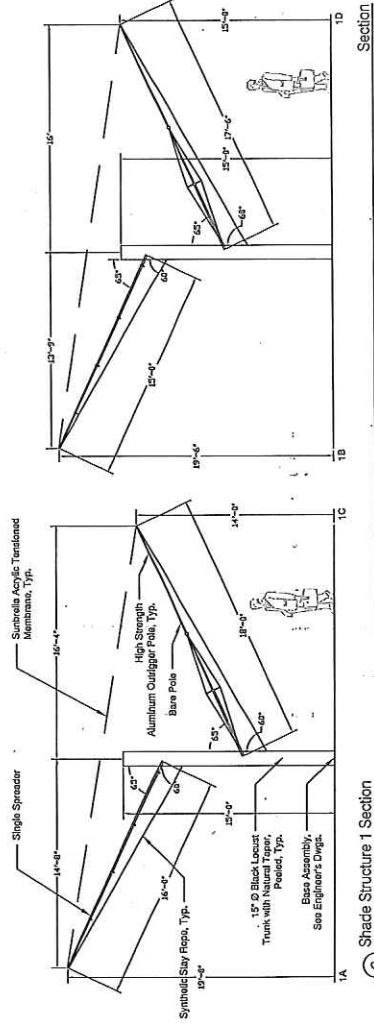 Single Spreader
Sunbrella Acrylic Tensioned
Membrane, Typ.
14'-0"
16'-4"
13'-9"
16'
65°
60°
16'-0"
19'-0"
Synthetic Stay Rope, Typ.
15'-0"
High Strength
Aluminum Outrigger Pole, Typ.
Bare Pole
65°
60°
18'-0"
14'-0"
15" Ø Black Locust
Trunk with Natural Taper,
Peeled, Typ.
Base Assembly,
See Engineer's Dwgs.
1A
1C
65°
60°
15'-0"
19'-6"
15'-0"
65°
60°
17'-6"
15'-0"
1B
1D
Shade Structure 1 Section
Section